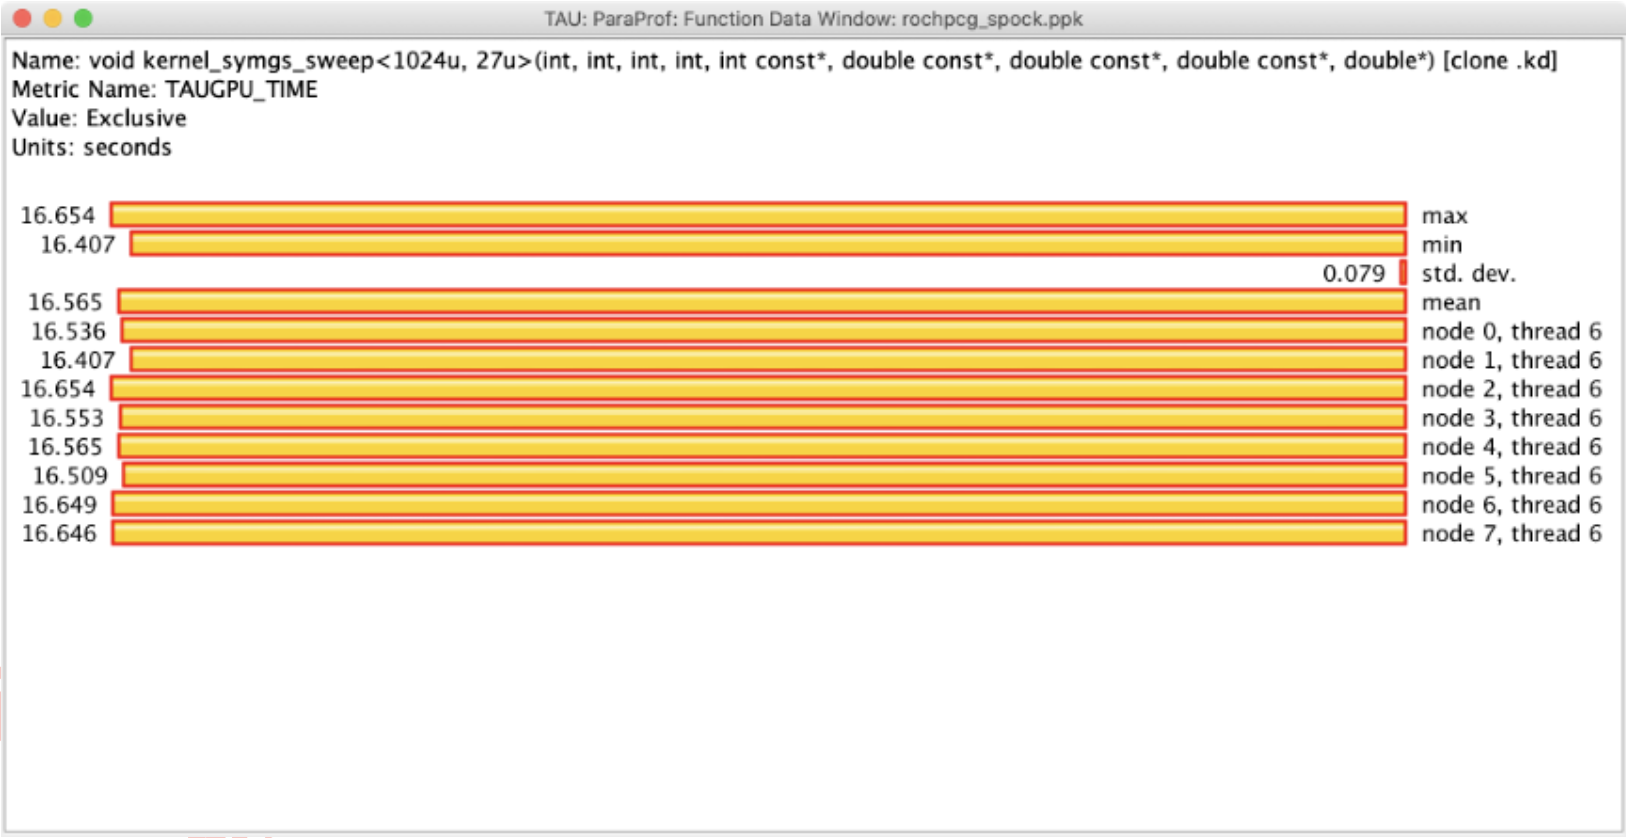 TAU: ParaProf: Function Data Window: rochpcg_spock.ppk
Name: void kernel_symgs_sweep<1024u, 27u>(int, int, int, int, int const*, double const*, double const*, double const*, double*) [clone .kd]
Metric Name: TAUGPU_TIME
Value: Exclusive
Units: seconds
16.654 max
16.407 min
0.079 std. dev.
16.565 mean
16.536 node 0, thread 6
16.407 node 1, thread 6
16.654 node 2, thread 6
16.553 node 3, thread 6
16.565 node 4, thread 6
16.509 node 5, thread 6
16.649 node 6, thread 6
16.646 node 7, thread 6